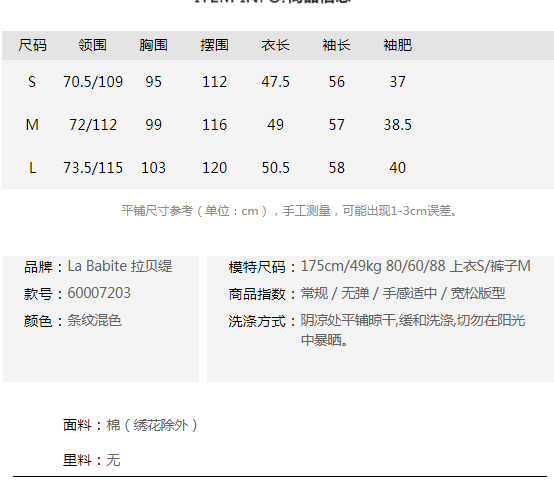 ITEM INFO.商品信息
尺码 领围 胸围 摆围 衣长 袖长 袖肥
S 70.5/109 95 112 47.5 56 37
M 72/112 99 116 49 57 38.5
L 73.5/115 103 120 50.5 58 40
平铺尺寸参考（单位：cm），手工测量，可能出现1-3cm误差。
品牌：La Babite 拉贝缇
款号：60007203
颜色：条纹混色
模特尺码：175cm/49kg 80/60/88 上衣S/裤子M
商品指数：常规 / 无弹 / 手感适中 / 宽松版型
洗涤方式：阴凉处平铺晾干,缓和洗涤,切勿在阳光
中暴晒。
面料：棉（绣花除外）
里料：无